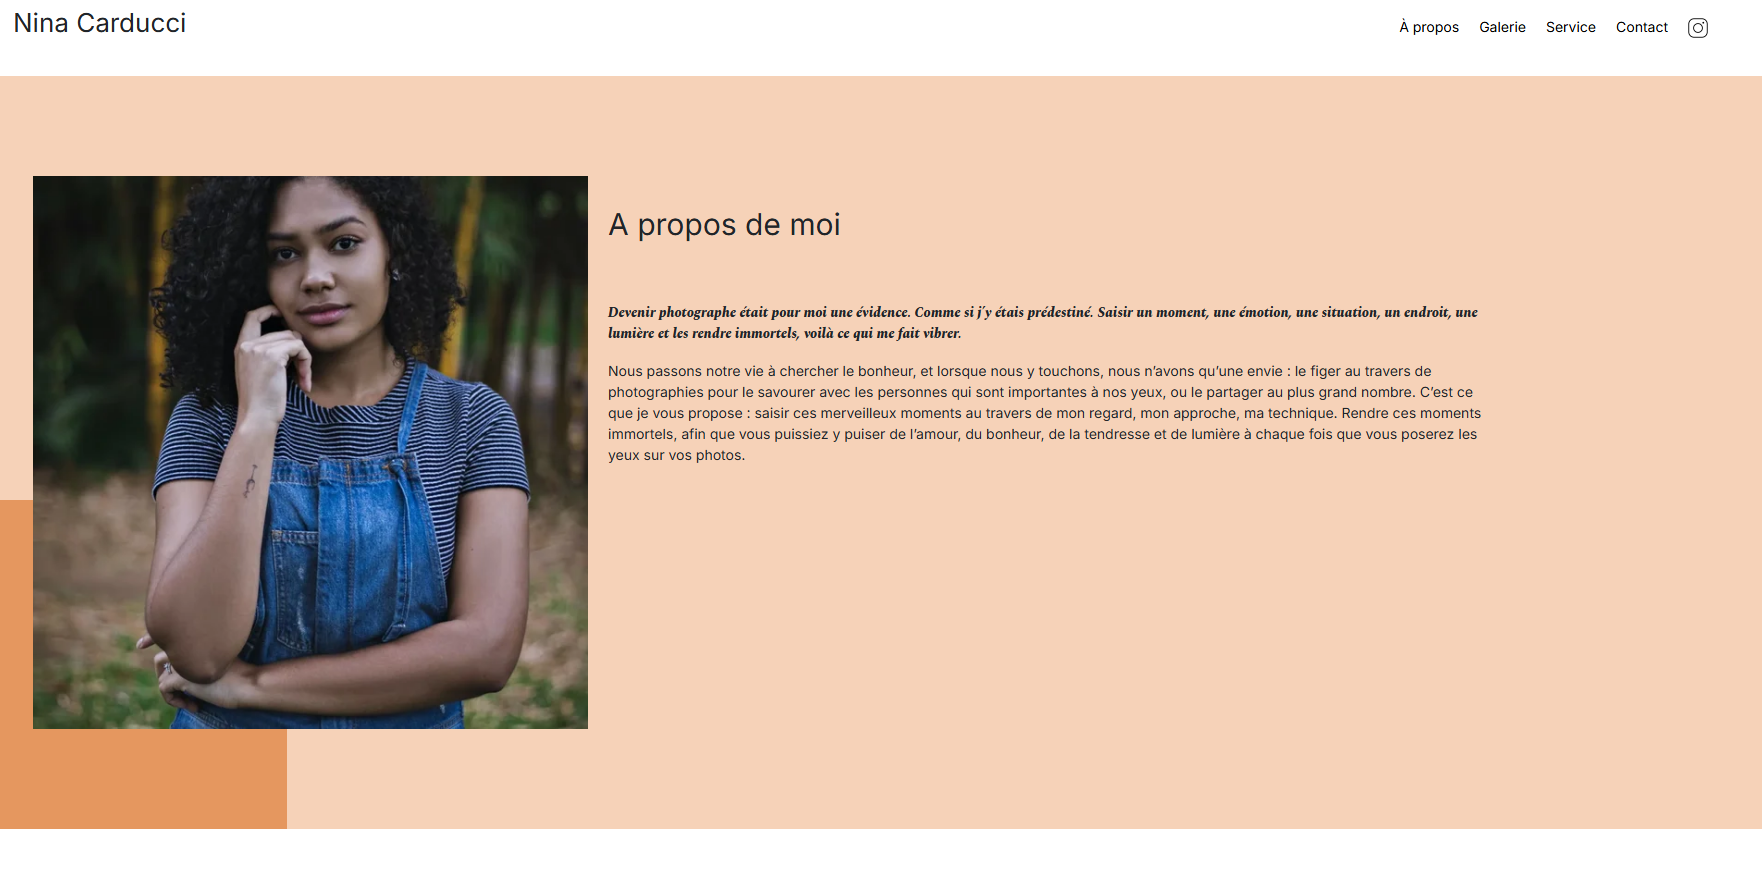 Nina Carducci
À propos Galerie Service Contact
A propos de moi
Devenir photographe était pour moi une évidence. Comme si j’y étais prédestiné. Saisir un moment, une émotion, une situation, un endroit, une
lumière et les rendre immortels, voilà ce qui me fait vibrer.
Nous passons notre vie à chercher le bonheur, et lorsque nous y touchons, nous n’avons qu’une envie : le figer au travers de
photographies pour le savourer avec les personnes qui sont importantes à nos yeux, ou le partager au plus grand nombre. C’est ce
que je vous propose : saisir ces merveilleux moments au travers de mon regard, mon approche, ma technique. Rendre ces moments
immortels, afin que vous puissiez y puiser de l’amour, du bonheur, de la tendresse et de lumière à chaque fois que vous poserez les
yeux sur vos photos.